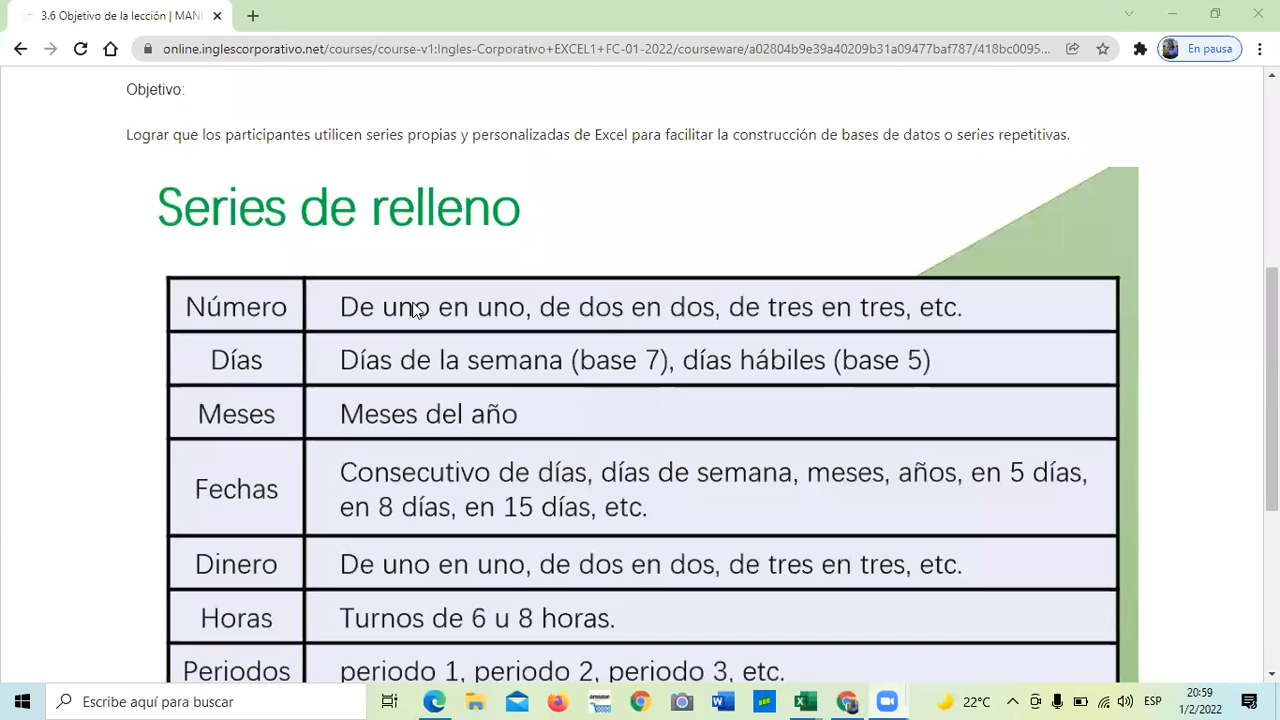 3.6 Objetivo de la lección | MANI
online.inglescorporativo.net/courses/course-v1:Ingles-Corporativo+EXCEL1+FC-01-2022/courseware/a02804b9e39a40209b31a09477baf787/418bc0095...
En pausa
Objetivo:
Lograr que los participantes utilicen series propias y personalizadas de Excel para facilitar la construcción de bases de datos o series repetitivas.
Series de relleno
Número De uno en uno, de dos en dos, de tres en tres, etc.
Días Días de la semana (base 7), días hábiles (base 5)
Meses Meses del año
Fechas Consecutivo de días, días de semana, meses, años, en 5 días,
en 8 días, en 15 días, etc.
Dinero De uno en uno, de dos en dos, de tres en tres, etc.
Horas Turnos de 6 u 8 horas.
Periodos periodo 1, periodo 2, periodo 3, etc.
Escribe aquí para buscar
amazon
22°C
ESP
20:59
1/2/2022